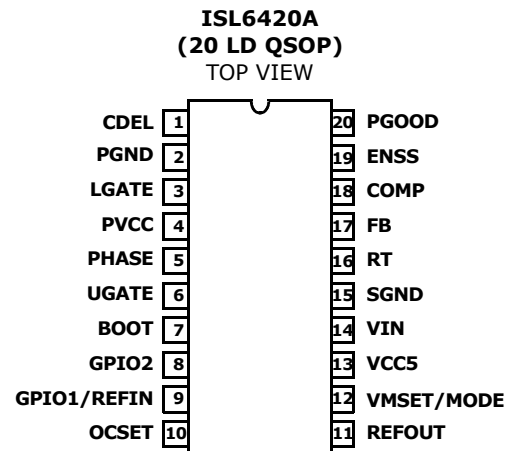 ISL6420A
(20 LD QSOP)
TOP VIEW
CDEL 1 20 PGOOD
PGND 2 19 ENSS
LGATE 3 18 COMP
PVCC 4 17 FB
PHASE 5 16 RT
UGATE 6 15 SGND
BOOT 7 14 VIN
GPIO2 8 13 VCC5
GPIO1/REFIN 9 12 VMSET/MODE
OCSET 10 11 REFOUT